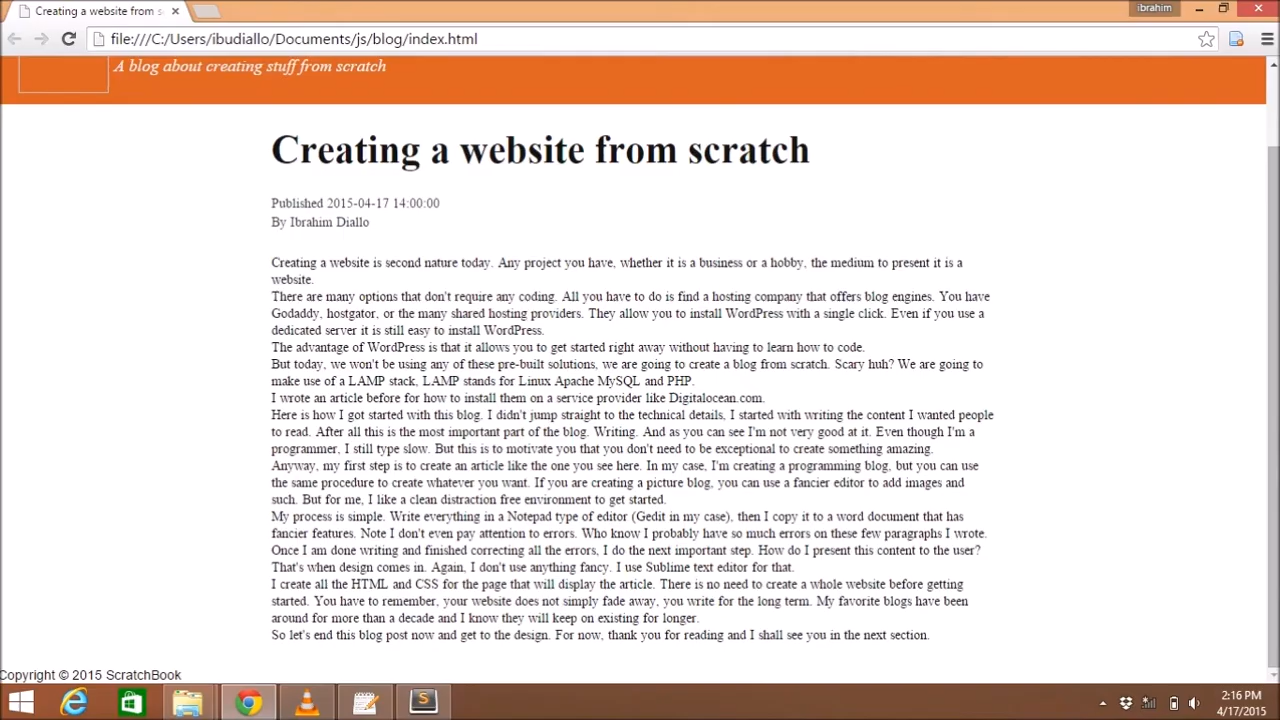 Creating a website from s
ibrahim
file:///C:/Users/ibudiallo/Documents/js/blog/index.html
A blog about creating stuff from scratch
Creating a website from scratch
Published 2015-04-17 14:00:00
By Ibrahim Diallo
Creating a website is second nature today. Any project you have, whether it is a business or a hobby, the medium to present it is a
website.
There are many options that don't require any coding. All you have to do is find a hosting company that offers blog engines. You have
Godaddy, hostgator, or the many shared hosting providers. They allow you to install WordPress with a single click. Even if you use a
dedicated server it is still easy to install WordPress.
The advantage of WordPress is that it allows you to get started right away without having to learn how to code.
But today, we won't be using any of these pre-built solutions, we are going to create a blog from scratch. Scary huh? We are going to
make use of a LAMP stack, LAMP stands for Linux Apache MySQL and PHP.
I wrote an article before for how to install them on a service provider like Digitalocean.com.
Here is how I got started with this blog. I didn't jump straight to the technical details, I started with writing the content I wanted people
to read. After all this is the most important part of the blog. Writing. And as you can see I'm not very good at it. Even though I'm a
programmer, I still type slow. But this is to motivate you that you don't need to be exceptional to create something amazing.
Anyway, my first step is to create an article like the one you see here. In my case, I'm creating a programming blog, but you can use
the same procedure to create whatever you want. If you are creating a picture blog, you can use a fancier editor to add images and
such. But for me, I like a clean distraction free environment to get started.
My process is simple. Write everything in a Notepad type of editor (Gedit in my case), then I copy it to a word document that has
fancier features. Note I don't even pay attention to errors. Who know I probably have so much errors on these few paragraphs I wrote.
Once I am done writing and finished correcting all the errors, I do the next important step. How do I present this content to the user?
That's when design comes in. Again, I don't use anything fancy. I use Sublime text editor for that.
I create all the HTML and CSS for the page that will display the article. There is no need to create a whole website before getting
started. You have to remember, your website does not simply fade away, you write for the long term. My favorite blogs have been
around for more than a decade and I know they will keep on existing for longer.
So let's end this blog post now and get to the design. For now, thank you for reading and I shall see you in the next section.
Copyright © 2015 ScratchBook
2:16 PM
4/17/2015